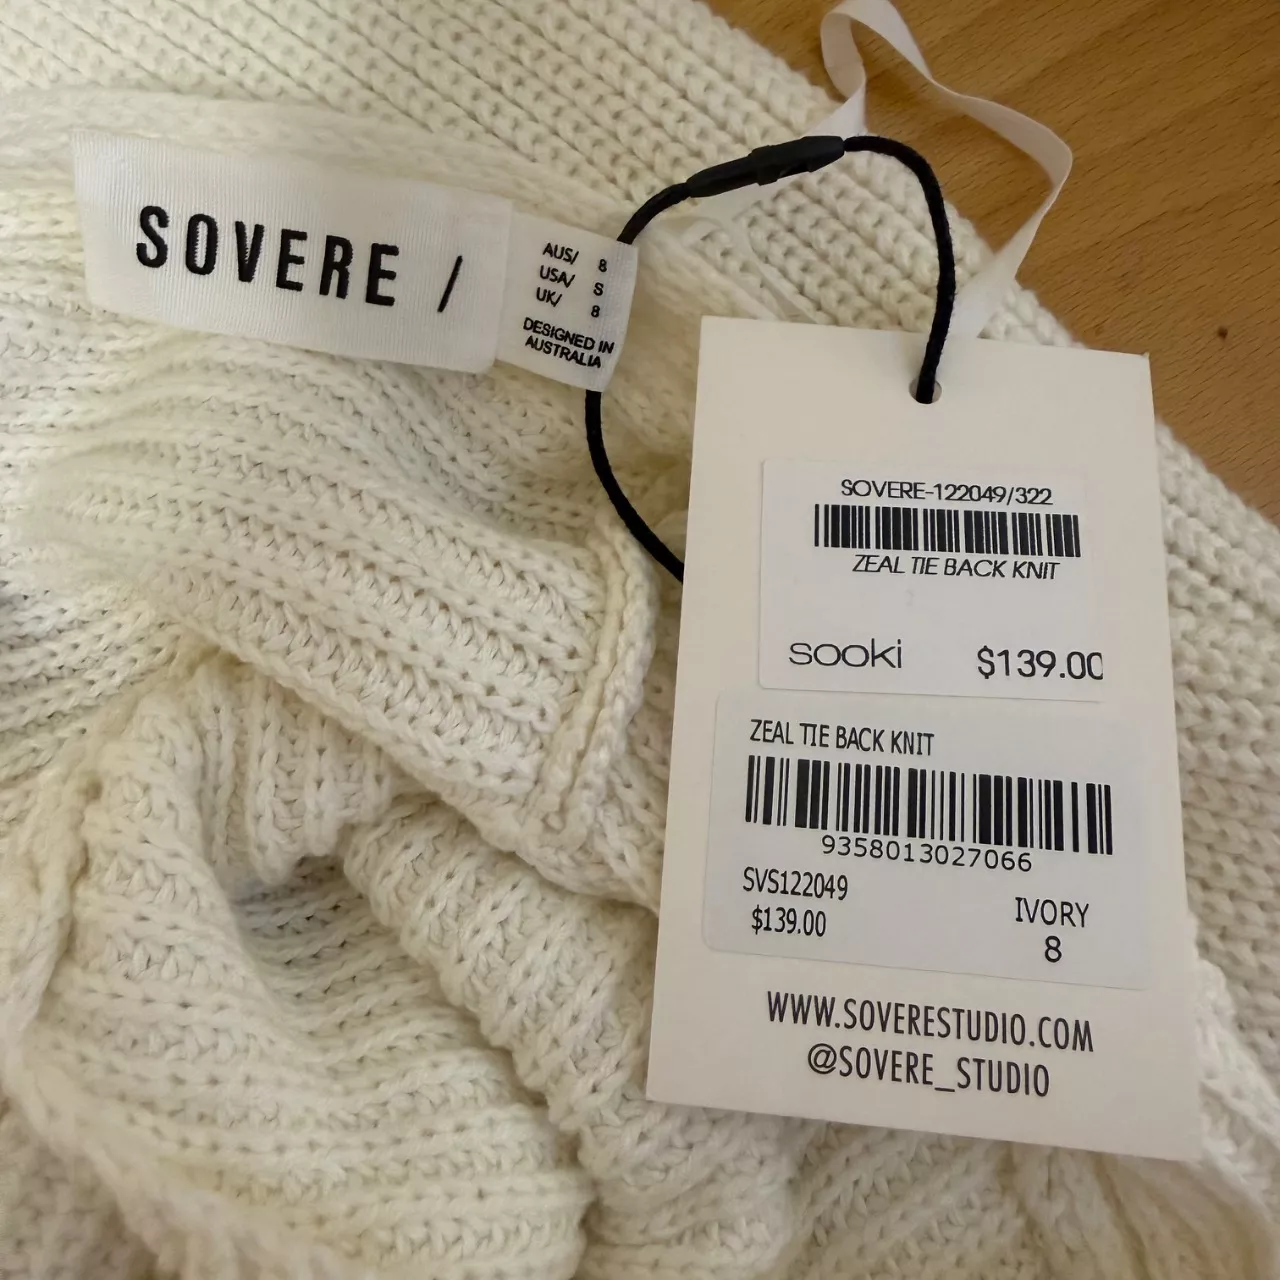 SOVERE /
AUS/ 8
USA/ S
UK/ 8
DESIGNED IN
AUSTRALIA
SOVERE-122049/322
ZEAL TIE BACK KNIT
sooki $139.00
ZEAL TIE BACK KNIT
9358013027066
SVS122049 IVORY
$139.00 8
WWW.SOVERESTUDIO.COM
@SOVERE_STUDIO